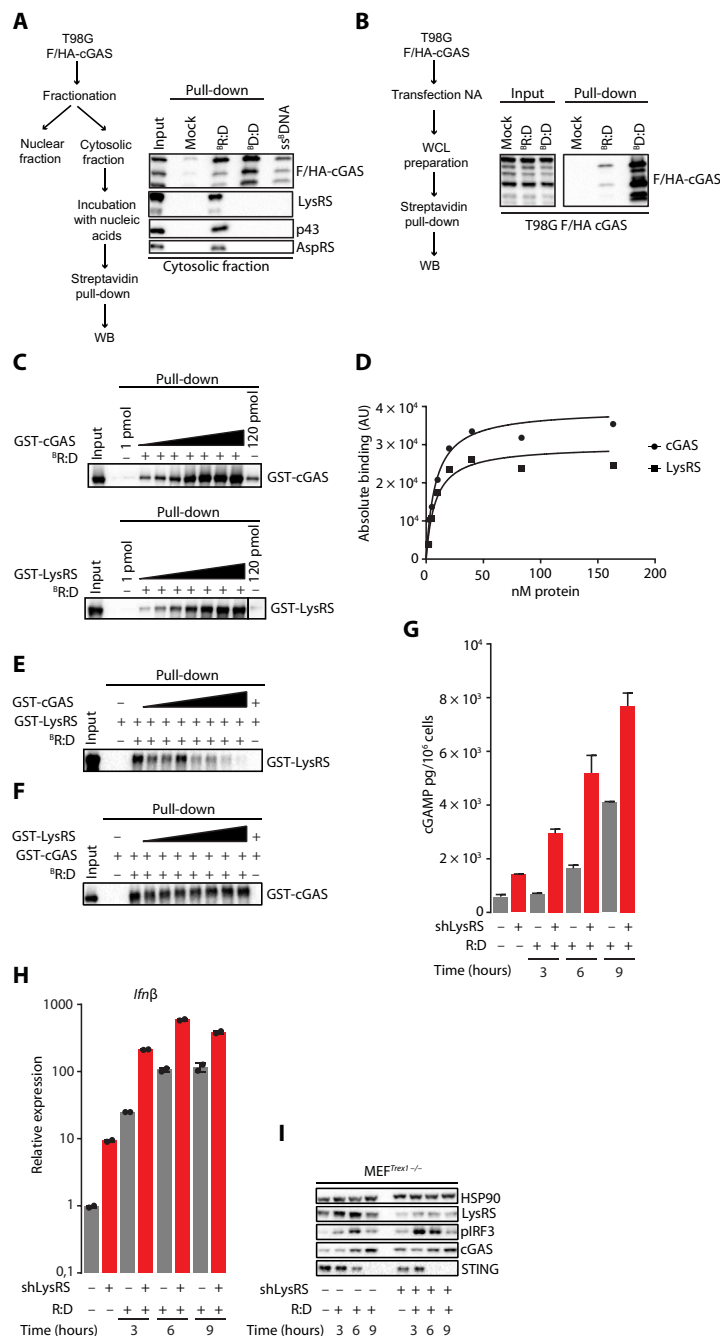 A
T98G
F/HA-cGAS
Fractionation
Nuclear
fraction
Cytosolic
fraction
Incubation
with nucleic
acids
Streptavidin
pull-down
WB
Pull-down
Input
Mock
ᴮR:D
ᴮD:D
ssᴮDNA
F/HA-cGAS
LysRS
p43
AspRS
Cytosolic fraction
B
T98G
F/HA-cGAS
Transfection NA
WCL
preparation
Streptavidin
pull-down
WB
Input
Pull-down
Mock
ᴮR:D
ᴮD:D
Mock
ᴮR:D
ᴮD:D
F/HA-cGAS
T98G F/HA cGAS
C
Pull-down
Input
1 pmol
120 pmol
GST-cGAS
– + + + + + + + –
ᴮR:D
GST-cGAS
Pull-down
Input
1 pmol
120 pmol
GST-LysRS
ᴮR:D
– + + + + + + + –
GST-LysRS
D
Absolute binding (AU)
4 × 10⁴
3 × 10⁴
2 × 10⁴
10⁴
0
0 50 100 150 200
nM protein
cGAS
LysRS
E
Pull-down
GST-cGAS – +
GST-LysRS + + + + + + + + +
ᴮR:D + + + + + + + –
Input
GST-LysRS
F
Pull-down
GST-LysRS – +
GST-cGAS + + + + + + + + +
ᴮR:D + + + + + + + + –
Input
GST-cGAS
G
cGAMP pg/10⁶ cells
10⁴
8 × 10³
6 × 10³
4 × 10³
2 × 10³
0
shLysRS – + – + – + – +
R:D – – + + + + + +
Time (hours) 3 6 9
H
Ifnβ
Relative expression
1000
100
10
1
0,1
shLysRS – + – + – + – +
R:D – – + + + + + +
Time (hours) 3 6 9
I
MEF Trex1 −/−
HSP90
LysRS
pIRF3
cGAS
STING
shLysRS – – – – + + + +
R:D – + + + – + + +
Time (hours) – 3 6 9 – 3 6 9